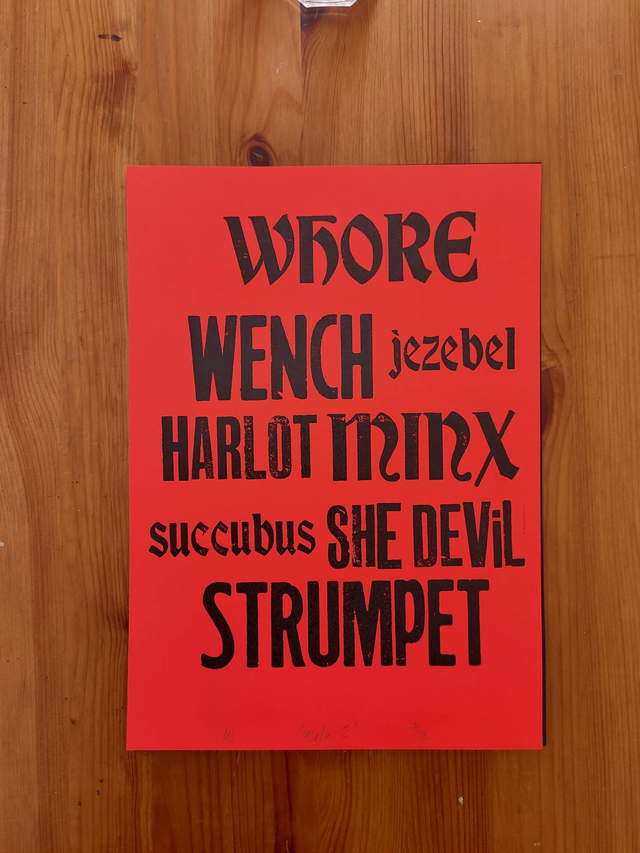 WHORE
WENCH jezebel
HARLOT MINX
succubus SHE DEViL
STRUMPET